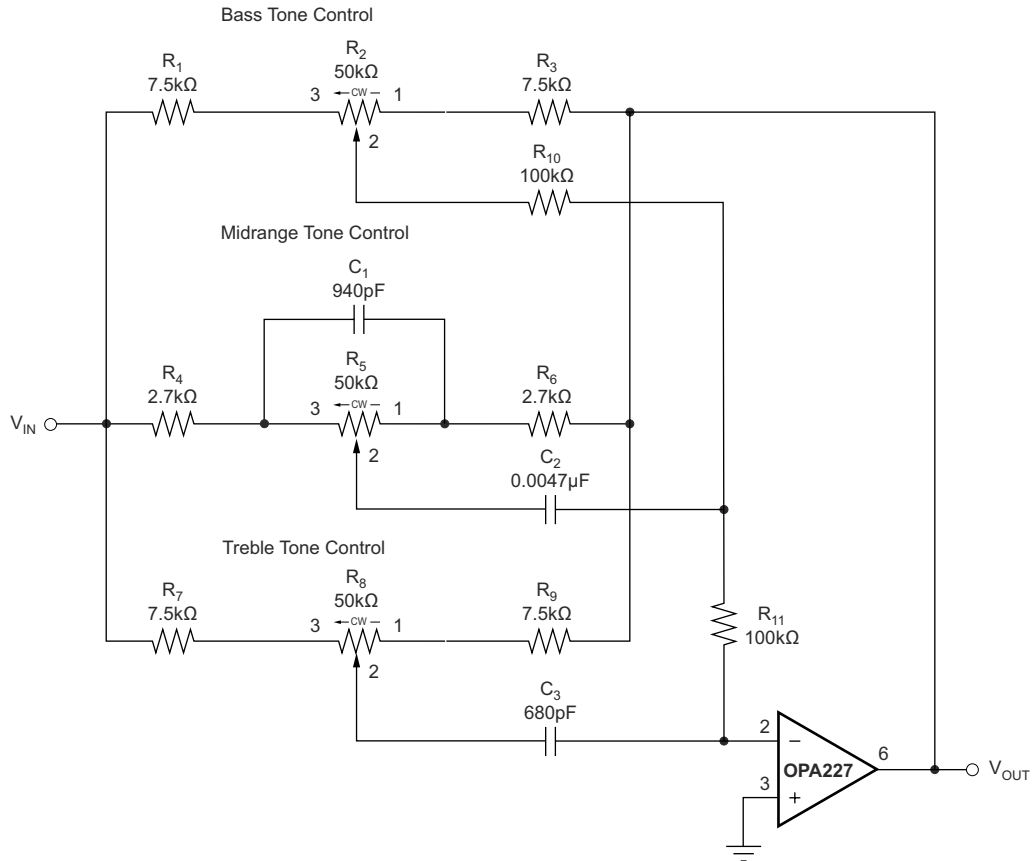 Bass Tone Control
R1
7.5kΩ
R2
50kΩ
R3
7.5kΩ
3
CW
1
2
R10
100kΩ
Midrange Tone Control
C1
940pF
R4
2.7kΩ
R5
50kΩ
R6
2.7kΩ
3
CW
1
VIN
2
C2
0.0047µF
Treble Tone Control
R7
7.5kΩ
R8
50kΩ
R9
7.5kΩ
3
CW
1
2
R11
100kΩ
C3
680pF
2
−
OPA227
6
VOUT
3
+